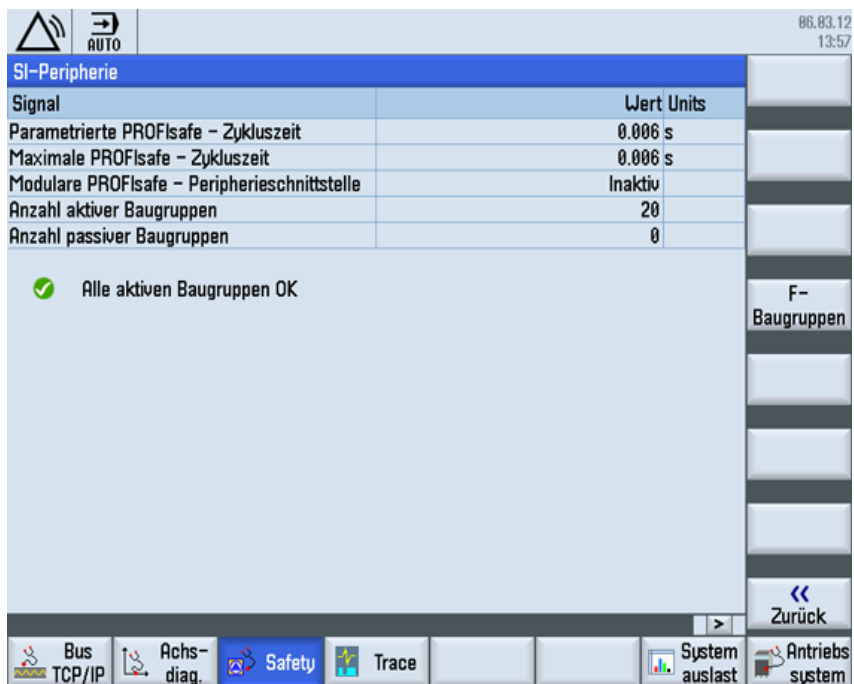 AUTO
06.03.12
13:57
SI-Peripherie
Signal Wert Units
Parametrierte PROFIsafe - Zykluszeit 0.006 s
Maximale PROFIsafe - Zykluszeit 0.006 s
Modulare PROFIsafe - Peripherieschnittstelle Inaktiv
Anzahl aktiver Baugruppen 20
Anzahl passiver Baugruppen 0
Alle aktiven Baugruppen OK
F-
Baugruppen
«
Zurück
>
Bus
TCP/IP
Achs-
diag.
Safety
Trace
System
auslast
Antriebs
system